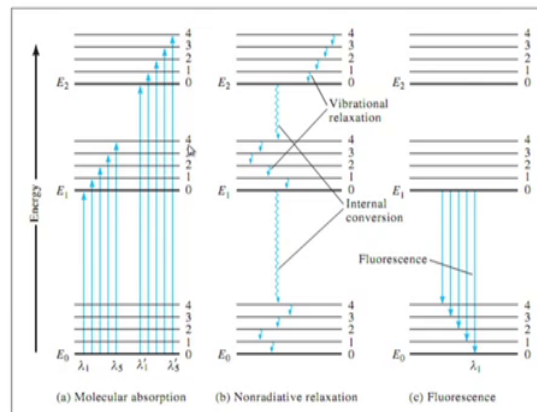 4
3
2
1
0
E₂
4
3
2
1
0
E₁
4
3
2
1
0
E₀
Energy
λ₁
λ₅
λ₁′
λ₅′
(a) Molecular absorption
4
3
2
1
0
E₂
Vibrational
relaxation
4
3
2
1
0
E₁
Internal
conversion
4
3
2
1
0
E₀
(b) Nonradiative relaxation
4
3
2
1
0
E₂
4
3
2
1
0
E₁
Fluorescence
4
3
2
1
0
E₀
λ₁
(c) Fluorescence